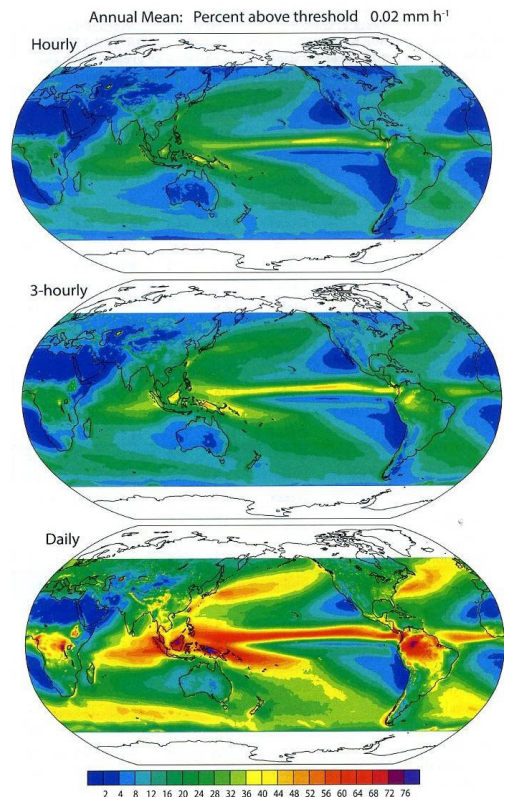 Annual Mean: Percent above threshold 0.02 mm h⁻¹
Hourly
3-hourly
Daily
2 4 8 12 16 20 24 28 32 36 40 44 48 52 56 60 64 68 72 76